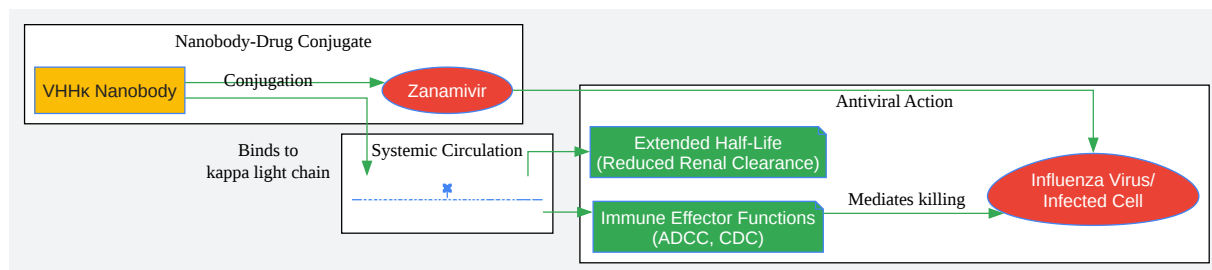 Nanobody-Drug Conjugate
VHHκ Nanobody
Conjugation
Zanamivir
Binds to
kappa light chain
Systemic Circulation
Antiviral Action
Extended Half-Life
(Reduced Renal Clearance)
Immune Effector Functions
(ADCC, CDC)
Mediates killing
Influenza Virus/
Infected Cell